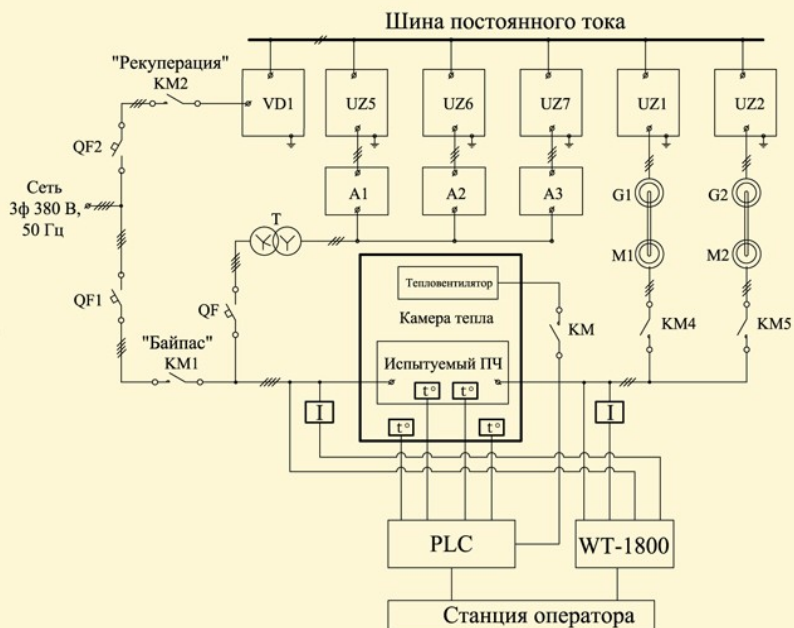 Шина постоянного тока
"Рекуперация"
KM2
VD1
UZ5
UZ6
UZ7
UZ1
UZ2
QF2
Сеть
3ф 380 В,
50 Гц
A1
A2
A3
G1
G2
T
M1
M2
QF1
QF
Тепловентилятор
Камера тепла
KM
KM4
KM5
"Байпас"
KM1
Испытуемый ПЧ
t°
t°
I
I
t°
t°
PLC
WT-1800
Станция оператора